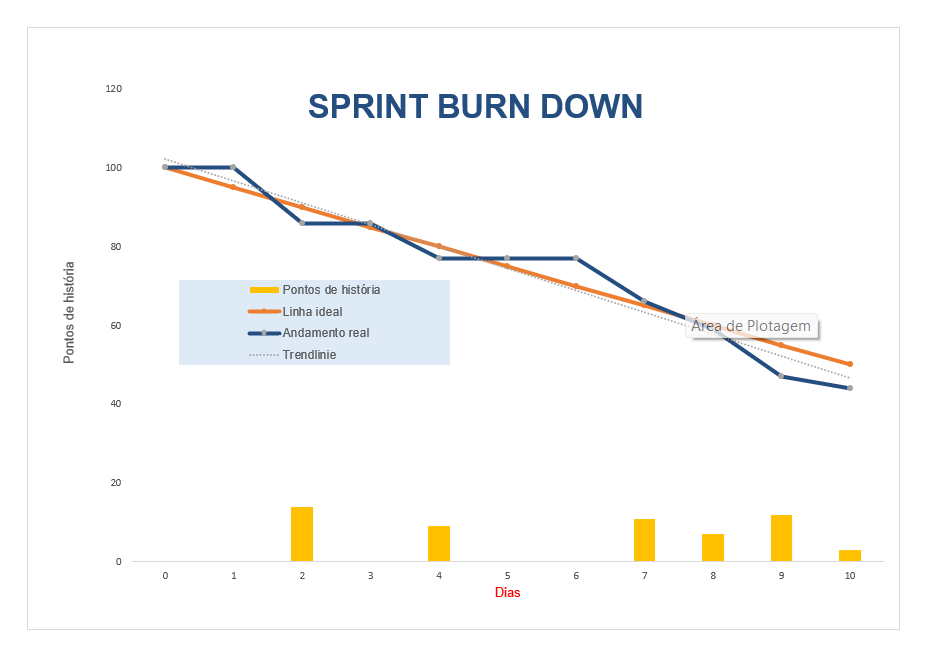 SPRINT BURN DOWN
120
100
80
60
40
20
0
Pontos de história
Pontos de história
Linha ideal
Andamento real
Trendlinie
Área de Plotagem
0 1 2 3 4 5 6 7 8 9 10
Dias